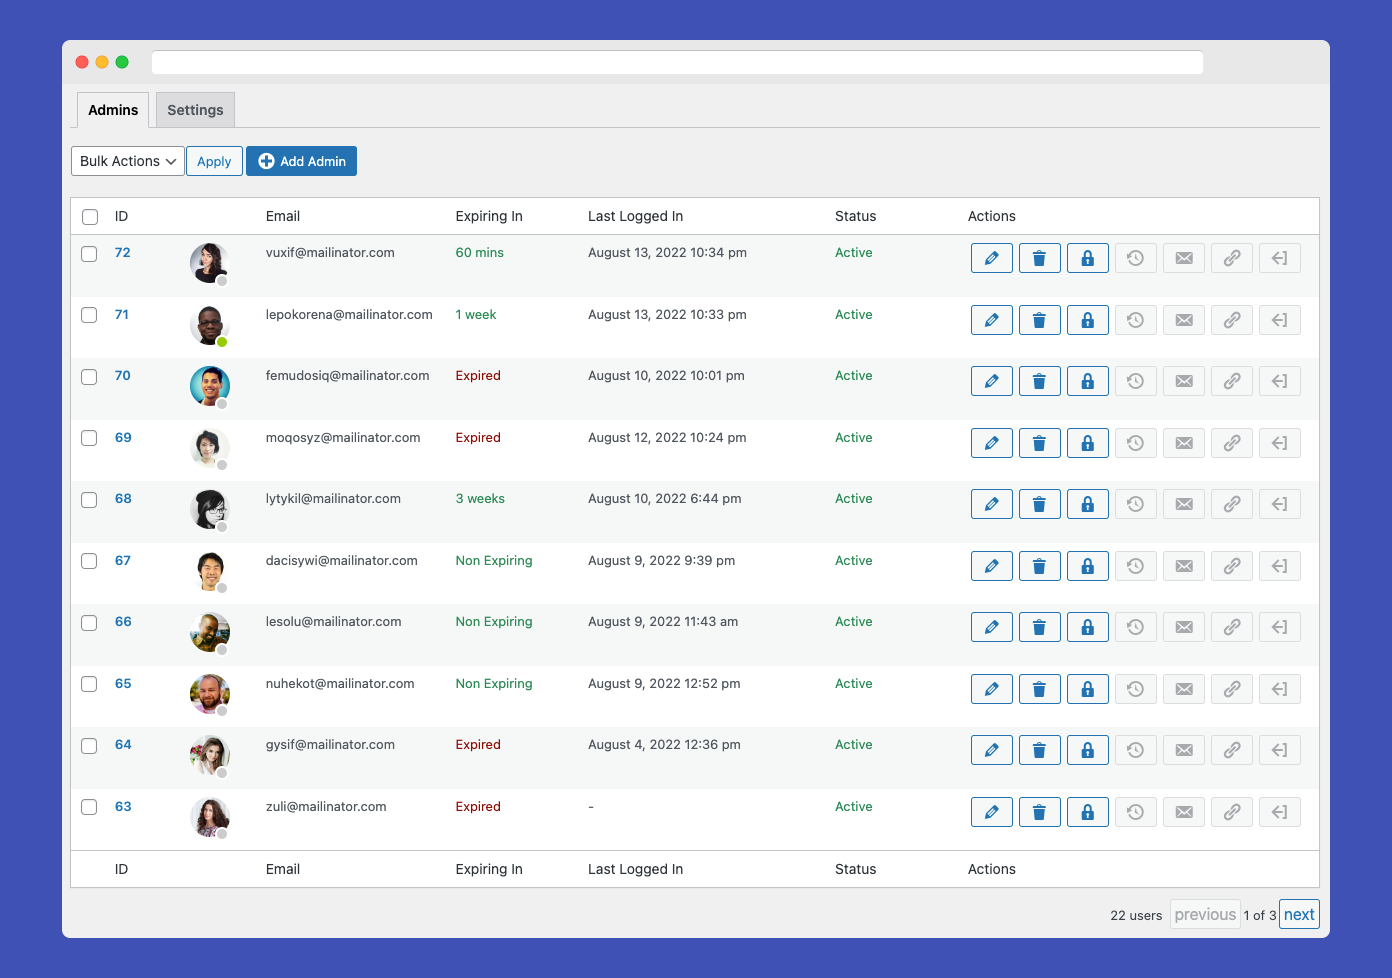 Admins Settings
Bulk Actions Apply Add Admin
ID Email Expiring In Last Logged In Status Actions
72 vuxif@mailinator.com 60 mins August 13, 2022 10:34 pm Active
71 lepokorena@mailinator.com 1 week August 13, 2022 10:33 pm Active
70 femudosiq@mailinator.com Expired August 10, 2022 10:01 pm Active
69 moqosyz@mailinator.com Expired August 12, 2022 10:24 pm Active
68 lytykil@mailinator.com 3 weeks August 10, 2022 6:44 pm Active
67 dacisywi@mailinator.com Non Expiring August 9, 2022 9:39 pm Active
66 lesolu@mailinator.com Non Expiring August 9, 2022 11:43 am Active
65 nuhekot@mailinator.com Non Expiring August 9, 2022 12:52 pm Active
64 gysif@mailinator.com Expired August 4, 2022 12:36 pm Active
63 zuli@mailinator.com Expired - Active
ID Email Expiring In Last Logged In Status Actions
22 users previous 1 of 3 next